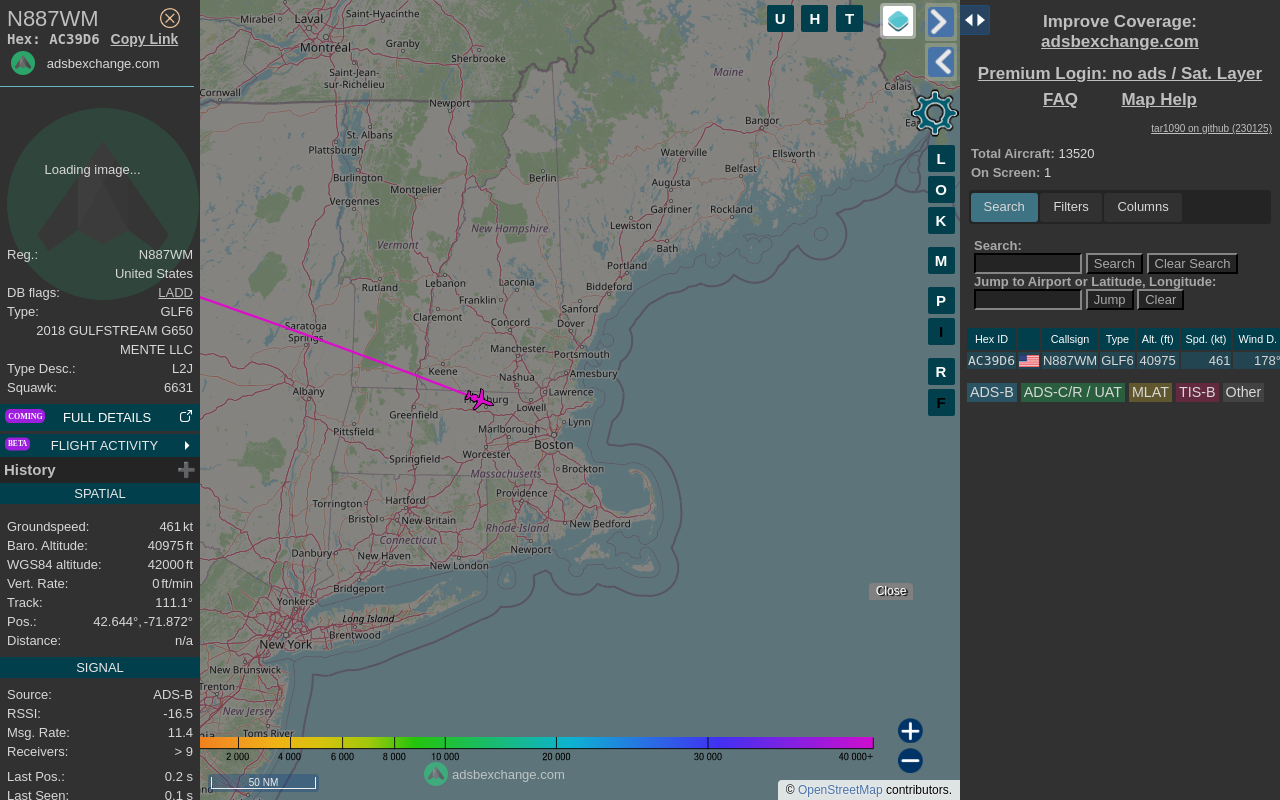 N887WM
Hex: AC39D6 Copy Link
adsbexchange.com
Loading image...
Reg.: N887WM
United States
DB flags: LADD
Type: GLF6
2018 GULFSTREAM G650
MENTE LLC
Type Desc.: L2J
Squawk: 6631
COMING FULL DETAILS
BETA FLIGHT ACTIVITY
History
SPATIAL
Groundspeed: 461 kt
Baro. Altitude: 40975 ft
WGS84 altitude: 42000 ft
Vert. Rate: 0 ft/min
Track: 111.1°
Pos.: 42.644°, -71.872°
Distance: n/a
SIGNAL
Source: ADS-B
RSSI: -16.5
Msg. Rate: 11.4
Receivers: > 9
Last Pos.: 0.2 s
Last Seen: 0.1 s
U H T
L
O
K
M
P
I
R
F
Mirabel
Laval
Saint-Hyacinthe
Montréal
Granby
Sherbrooke
Saint-Jean-
sur-Richelieu
Cornwall
Newport
Maine
Calais
Bangor
St. Albans
Plattsburgh
Burlington
Vergennes
Montpelier
Berlin
Waterville
Ellsworth
Belfast
Augusta
Gardiner
Rockland
Lewiston
Bath
New Hampshire
Vermont
Portland
Biddeford
Rutland
Lebanon
Laconia
Franklin
Claremont
Concord
Sanford
Dover
Saratoga
Springs
Manchester
Portsmouth
Keene
Nashua
Amesbury
Albany
Lawrence
Greenfield
Lowell
Lynn
Pittsfield
Marlborough
Boston
Springfield
Worcester
Massachusetts
Brockton
Torrington
Hartford
Providence
Bristol
New Britain
New Bedford
Connecticut
Rhode Island
Danbury
New Haven
Newport
New London
Bridgeport
Yonkers
Long Island
Brentwood
New York
New Brunswick
Trenton
New Jersey
Toms River
Close
2 000 4 000 6 000 8 000 10 000 20 000 30 000 40 000+
adsbexchange.com
50 NM
© OpenStreetMap contributors.
Improve Coverage:
adsbexchange.com
Premium Login: no ads / Sat. Layer
FAQ Map Help
tar1090 on github (230125)
Total Aircraft: 13520
On Screen: 1
Search Filters Columns
Search:
Search Clear Search
Jump to Airport or Latitude, Longitude:
Jump Clear
Hex ID Callsign Type Alt. (ft) Spd. (kt) Wind D.
AC39D6 N887WM GLF6 40975 461 178°
ADS-B ADS-C/R / UAT MLAT TIS-B Other